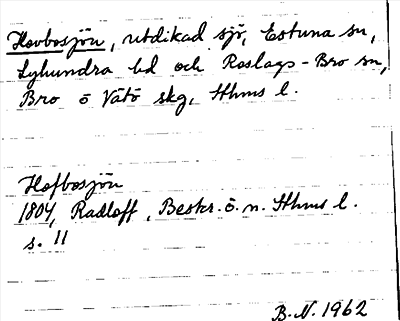 Hovbosjön, utdikad sjö, Estuna sn,
Lyhundra hd och Roslags-Bro sn,
Bro o Vätö skg, Sthms l.
Hofbosjön
1804, Radloff, Beskr. ö. n. Sthms l.
s. 11
B.N. 1962